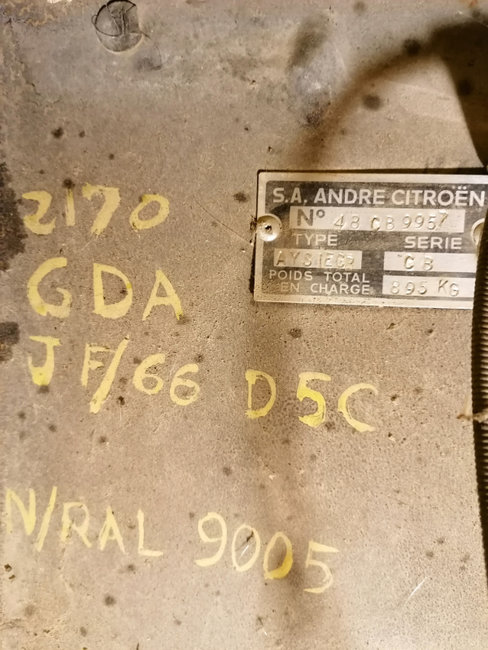 2170
GDA
JF/66 D5C
N/RAL 9005
S.A. ANDRE CITROËN
N° 48 CB 9957
TYPE SERIE
CB
POIDS TOTAL
EN CHARGE 895 KG